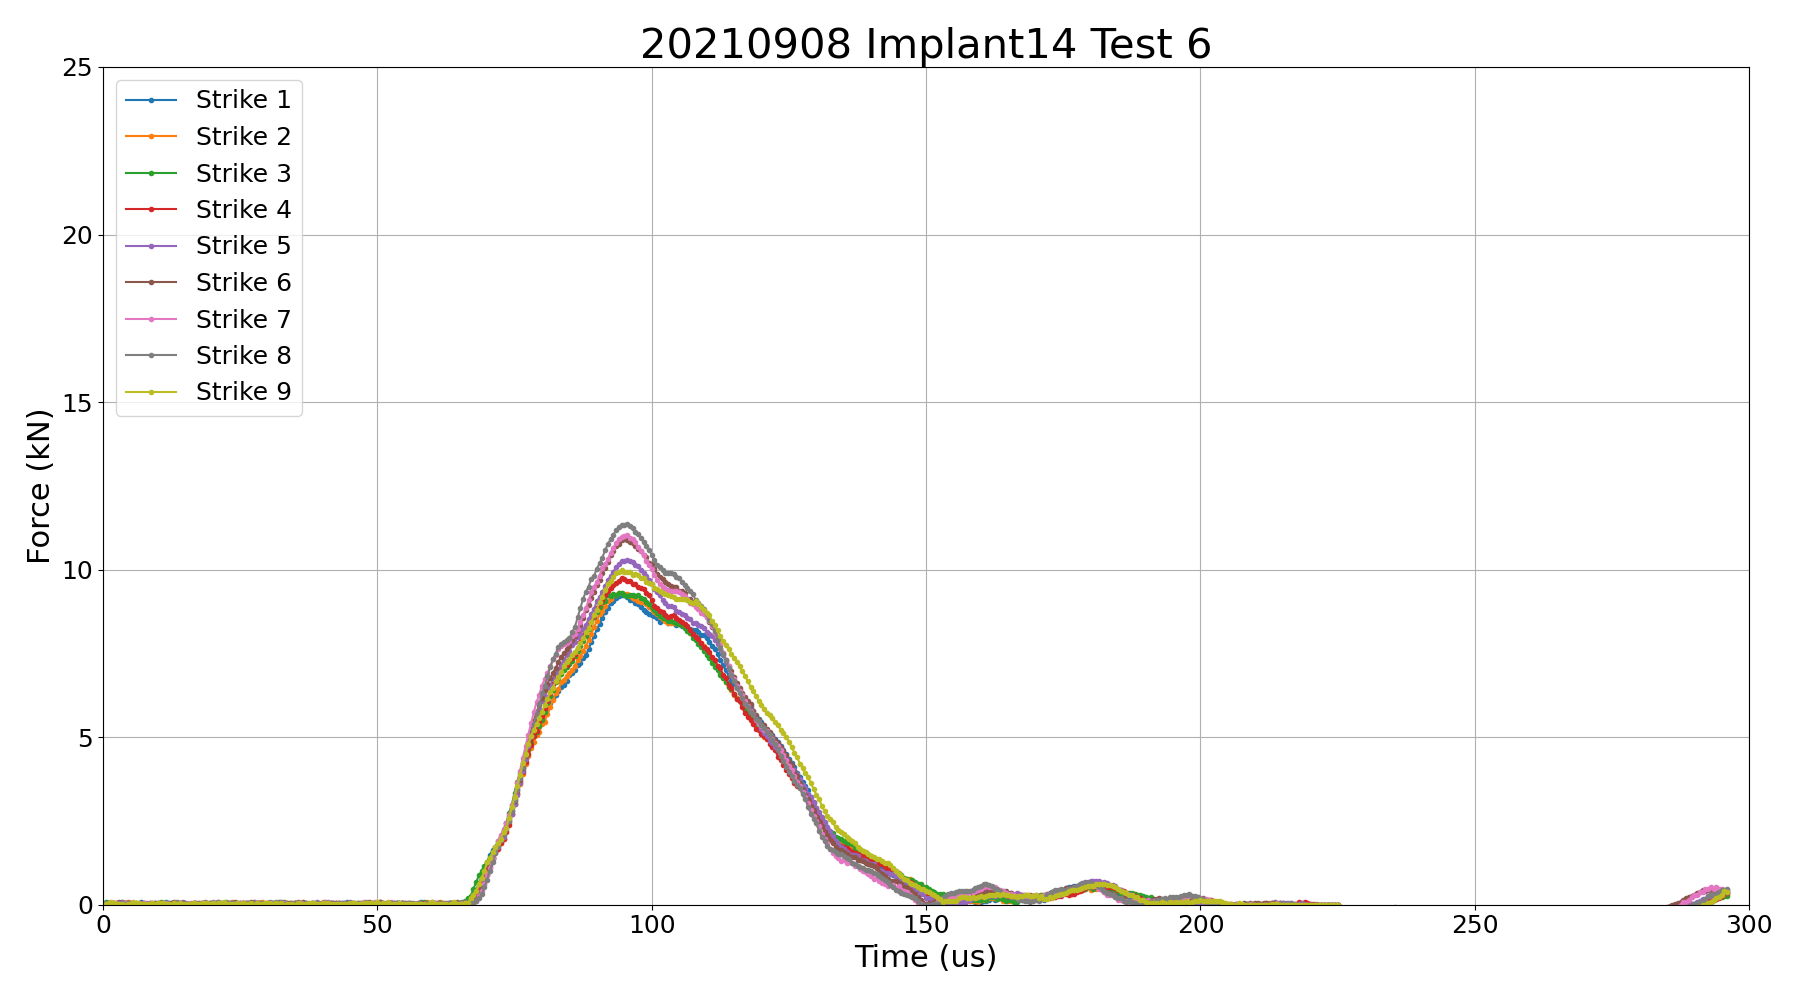 20210908 Implant14 Test 6
25
20
15
10
5
0
Force (kN)
Strike 1
Strike 2
Strike 3
Strike 4
Strike 5
Strike 6
Strike 7
Strike 8
Strike 9
0 50 100 150 200 250 300
Time (us)